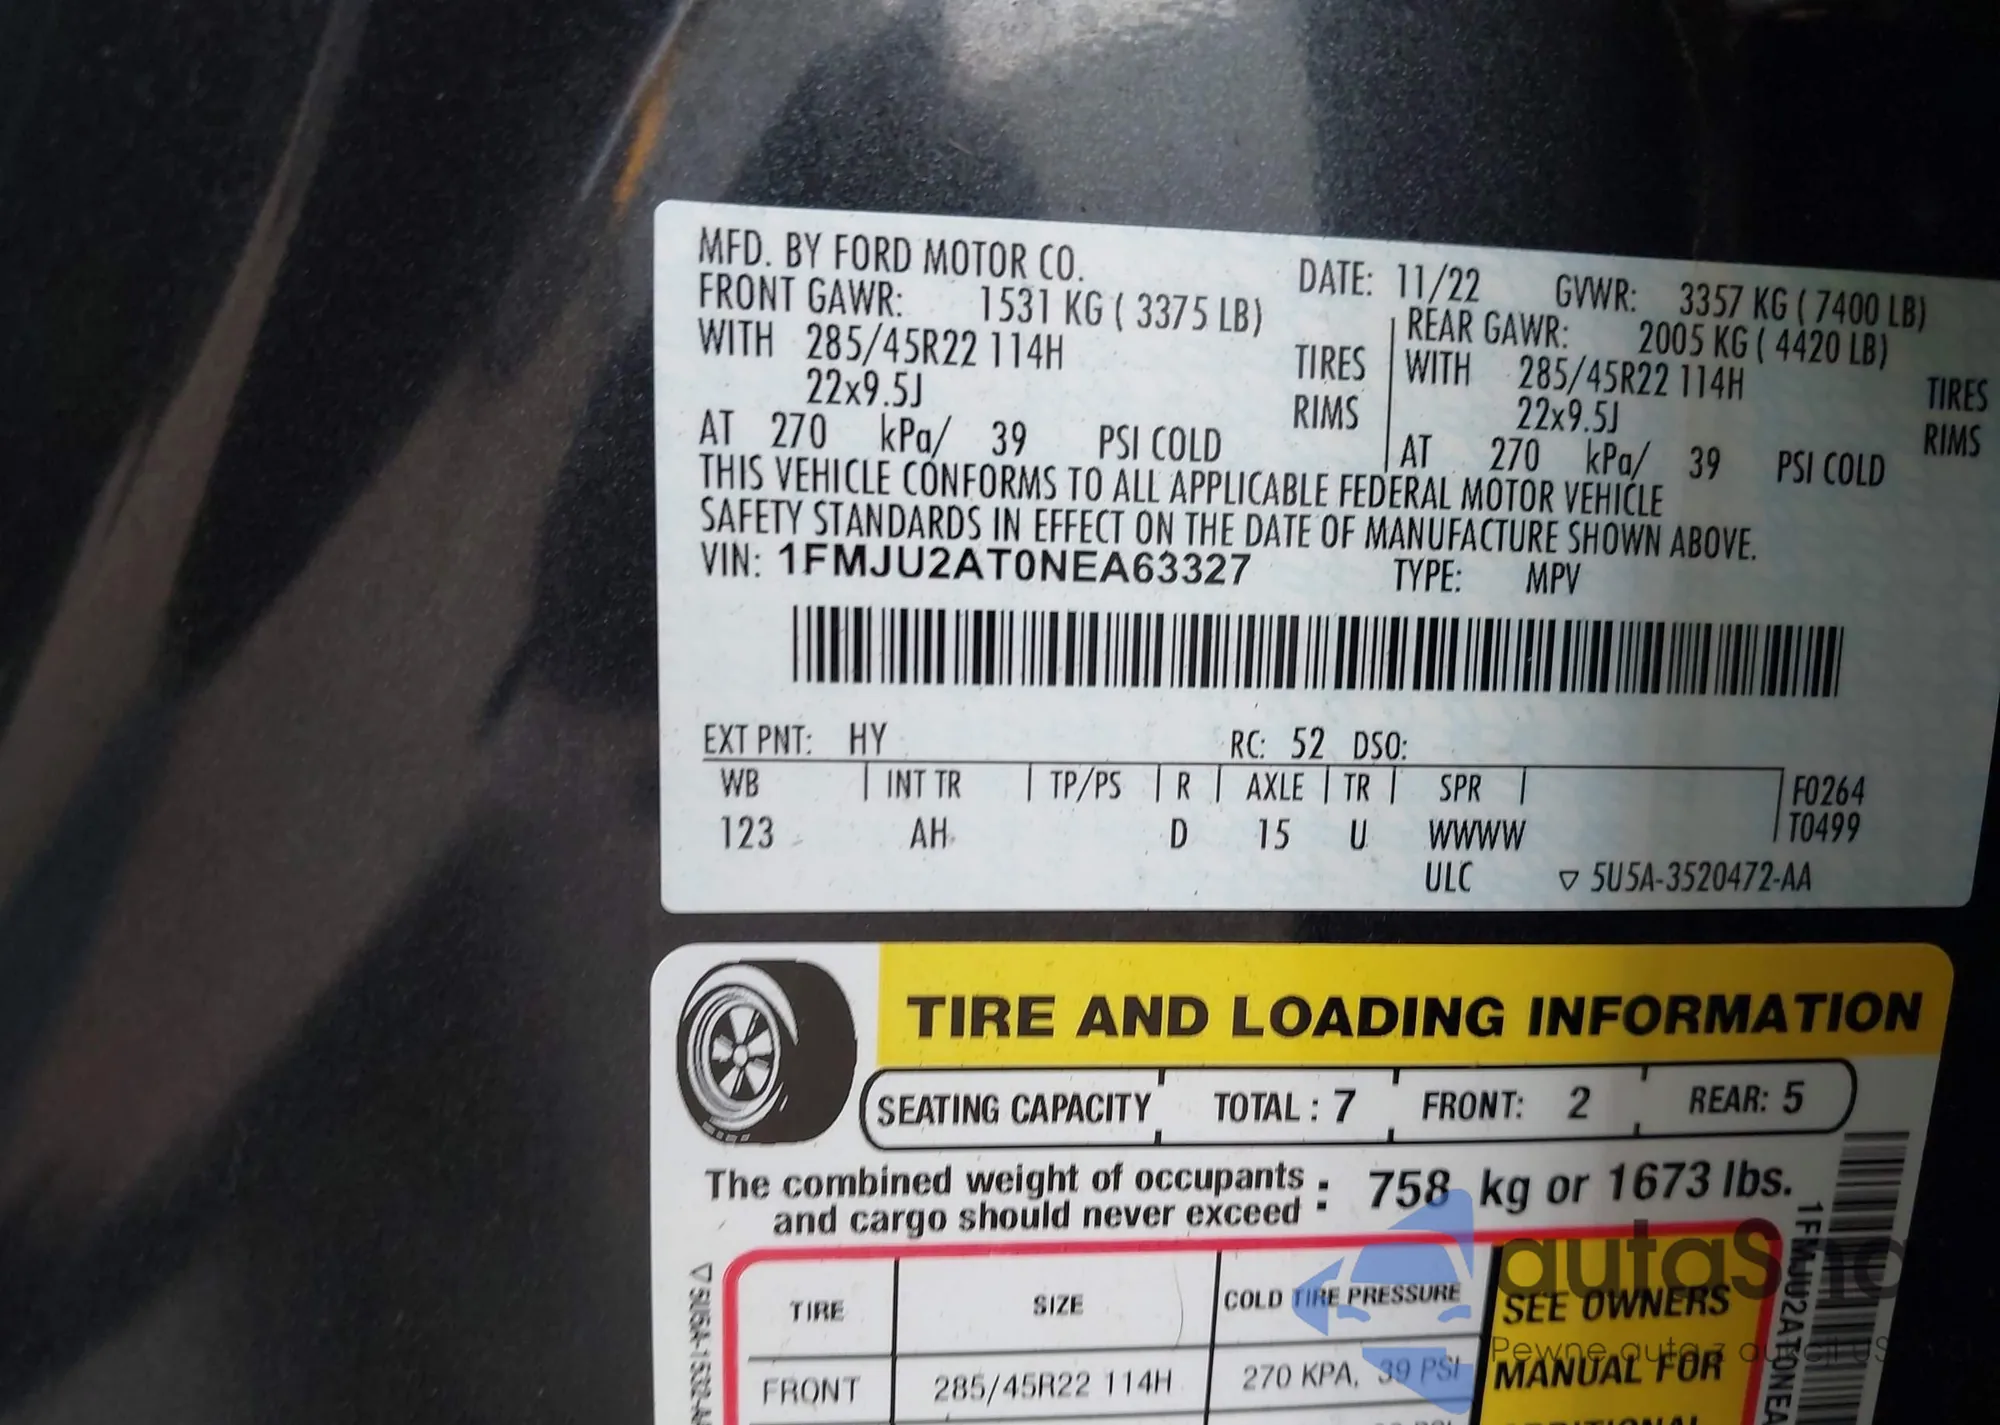 MFD. BY FORD MOTOR CO.
DATE: 11/22 GVWR: 3357 KG ( 7400 LB)
FRONT GAWR: 1531 KG ( 3375 LB)
REAR GAWR: 2005 KG ( 4420 LB)
WITH 285/45R22 114H TIRES
WITH 285/45R22 114H TIRES
22x9.5J RIMS
22x9.5J RIMS
AT 270 kPa/ 39 PSI COLD
AT 270 kPa/ 39 PSI COLD
THIS VEHICLE CONFORMS TO ALL APPLICABLE FEDERAL MOTOR VEHICLE
SAFETY STANDARDS IN EFFECT ON THE DATE OF MANUFACTURE SHOWN ABOVE.
VIN: 1FMJU2AT0NEA63327 TYPE: MPV
EXT PNT: HY RC: 52 DSO:
WB INT TR TP/PS R AXLE TR SPR F0264
123 AH D 15 U WWWW T0499
ULC ▽ 5U5A-3520472-AA
TIRE AND LOADING INFORMATION
SEATING CAPACITY TOTAL : 7 FRONT: 2 REAR: 5
The combined weight of occupants
and cargo should never exceed : 758 kg or 1673 lbs.
TIRE SIZE COLD TIRE PRESSURE
SEE OWNERS
FRONT 285/45R22 114H 270 KPA, 39 PSI
MANUAL FOR
1FMJU2AT0NEA
Pewne auta z